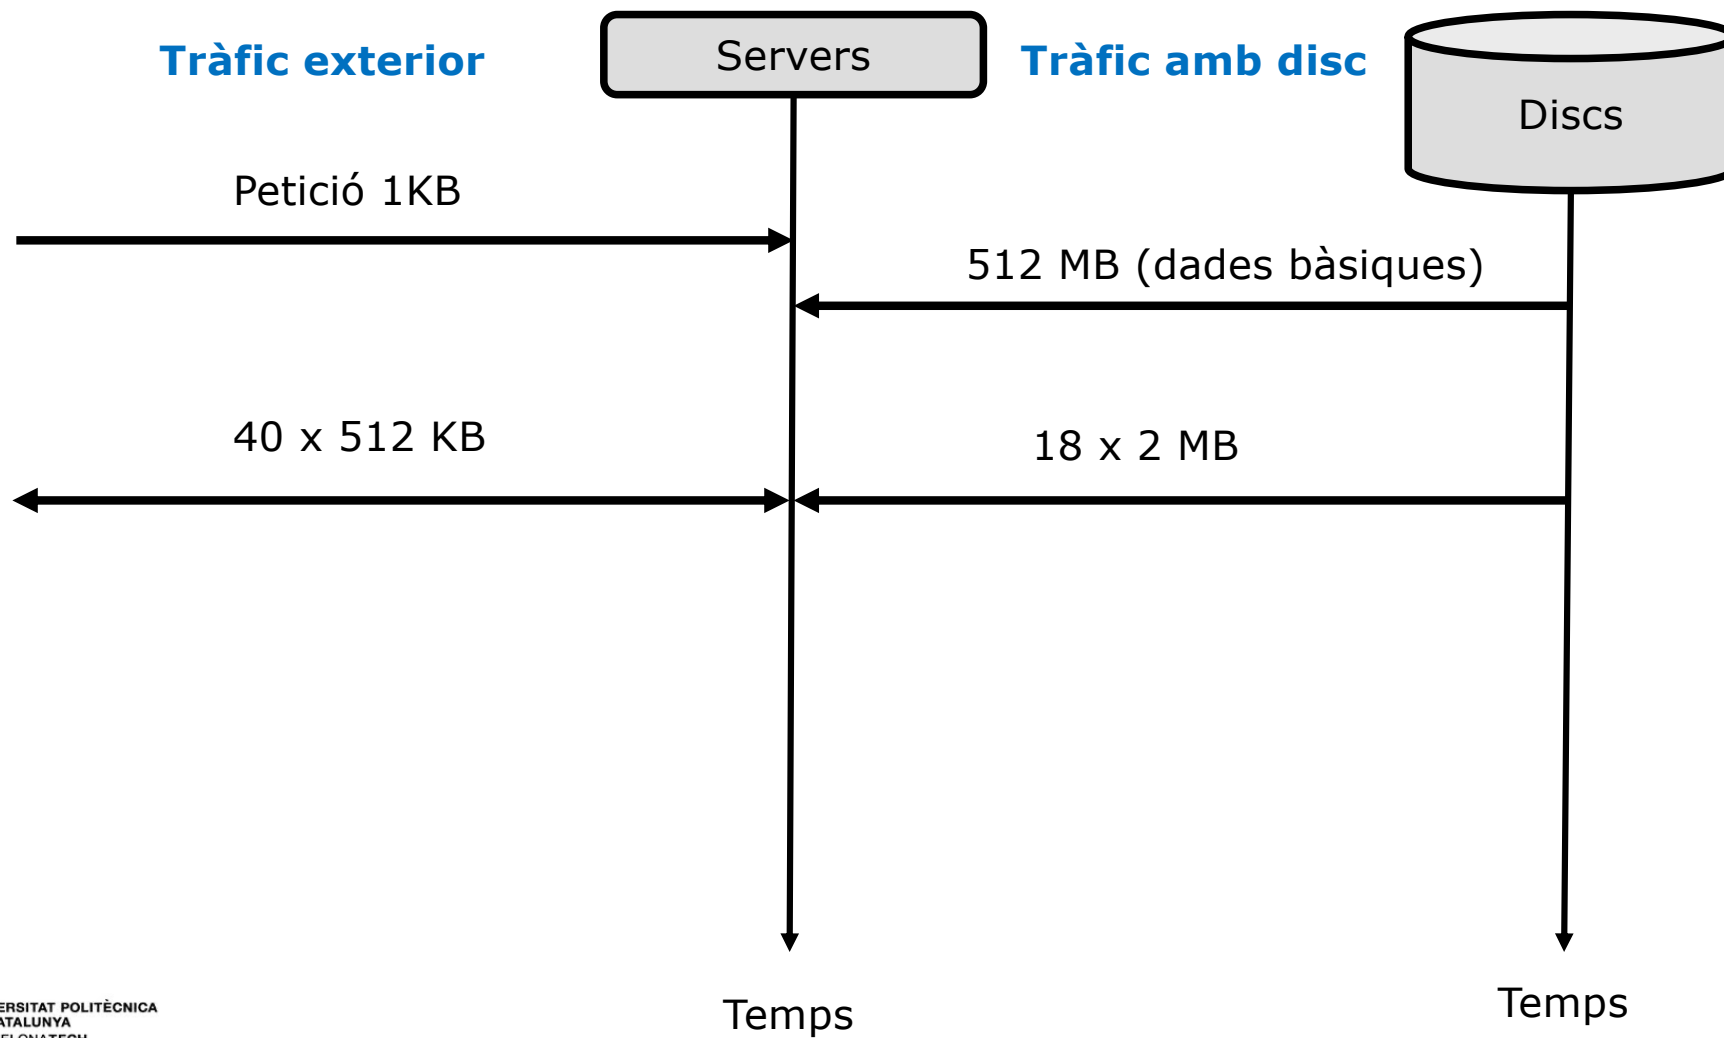 Tràfic exterior
Servers
Tràfic amb disc
Discs
Petició 1KB
512 MB (dades bàsiques)
40 x 512 KB
18 x 2 MB
Temps
Temps
POLITÈCNICA